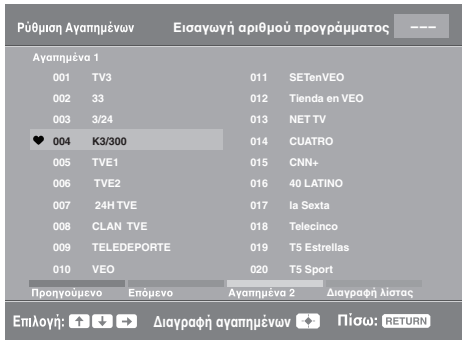 Ρύθμιση Αγαπημένων Εισαγωγή αριθμού προγράμματος ---
Αγαπημένα 1
001 TV3 011 SETenVEO
002 33 012 Tienda en VEO
003 3/24 013 NET TV
004 K3/300 014 CUATRO
005 TVE1 015 CNN+
006 TVE2 016 40 LATINO
007 24H TVE 017 la Sexta
008 CLAN TVE 018 Telecinco
009 TELEDEPORTE 019 T5 Estrellas
010 VEO 020 T5 Sport
Προηγούμενο Επόμενο Αγαπημένα 2 Διαγραφή λίστας
Επιλογή: ↑ ↓ → Διαγραφή αγαπημένων Πίσω: RETURN